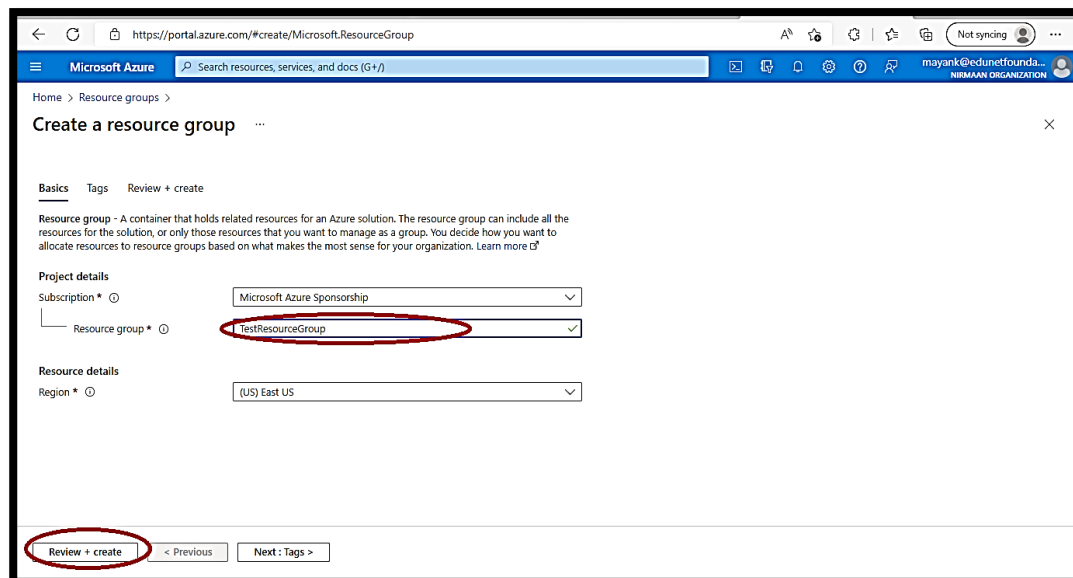 https://portal.azure.com/#create/Microsoft.ResourceGroup
Not syncing
Microsoft Azure
Search resources, services, and docs (G+/)
mayank@edunetfounda...
NIRMAAN ORGANIZATION
Home > Resource groups >
Create a resource group ...
Basics Tags Review + create
Resource group - A container that holds related resources for an Azure solution. The resource group can include all the
resources for the solution, or only those resources that you want to manage as a group. You decide how you want to
allocate resources to resource groups based on what makes the most sense for your organization. Learn more
Project details
Subscription * Microsoft Azure Sponsorship
Resource group * TestResourceGroup
Resource details
Region * (US) East US
Review + create < Previous Next : Tags >